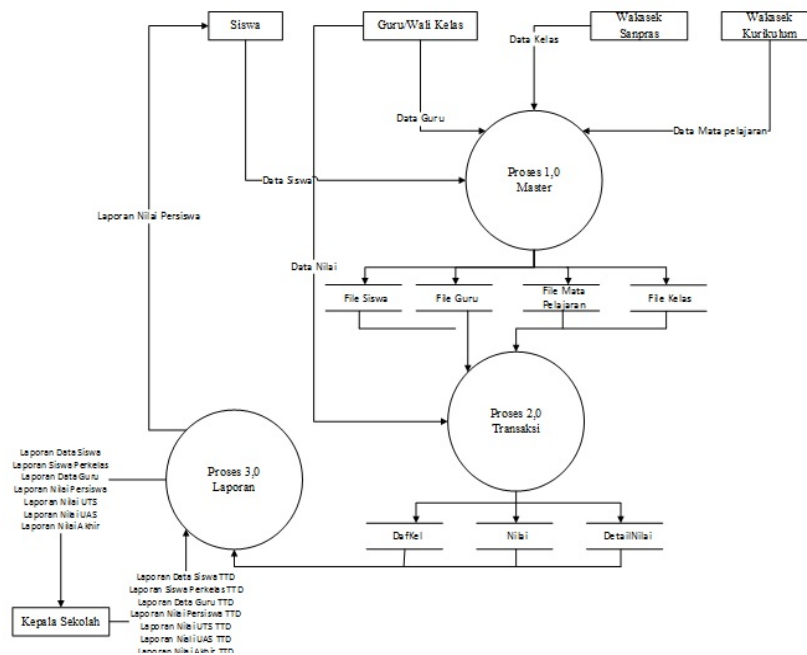 Siswa
Guru/Wali Kelas
Wakasek
Sanpras
Wakasek
Kurikulum
Data Kelas
Data Guru
Data Mata pelajaran
Proses 1,0
Master
Data Siswa
Laporan Nilai Persiswa
Data Nilai
File Siswa
File Guru
File Mata
Pelajaran
File Kelas
Proses 2,0
Transaksi
Laporan Data Siswa
Laporan Siswa Perkelas
Laporan Data Guru
Laporan Nilai Persiswa
Laporan Nilai UTS
Laporan Nilai UAS
Laporan Nilai Akhir
Proses 3,0
Laporan
DafKel
Nilai
DetailNilai
Kepala Sekolah
Laporan Data Siswa TTD
Laporan Siswa Perkelas TTD
Laporan Data Guru TTD
Laporan Nilai Persiswa TTD
Laporan Nilai UTS TTD
Laporan Nilai UAS TTD
Laporan Nilai Akhir TTD